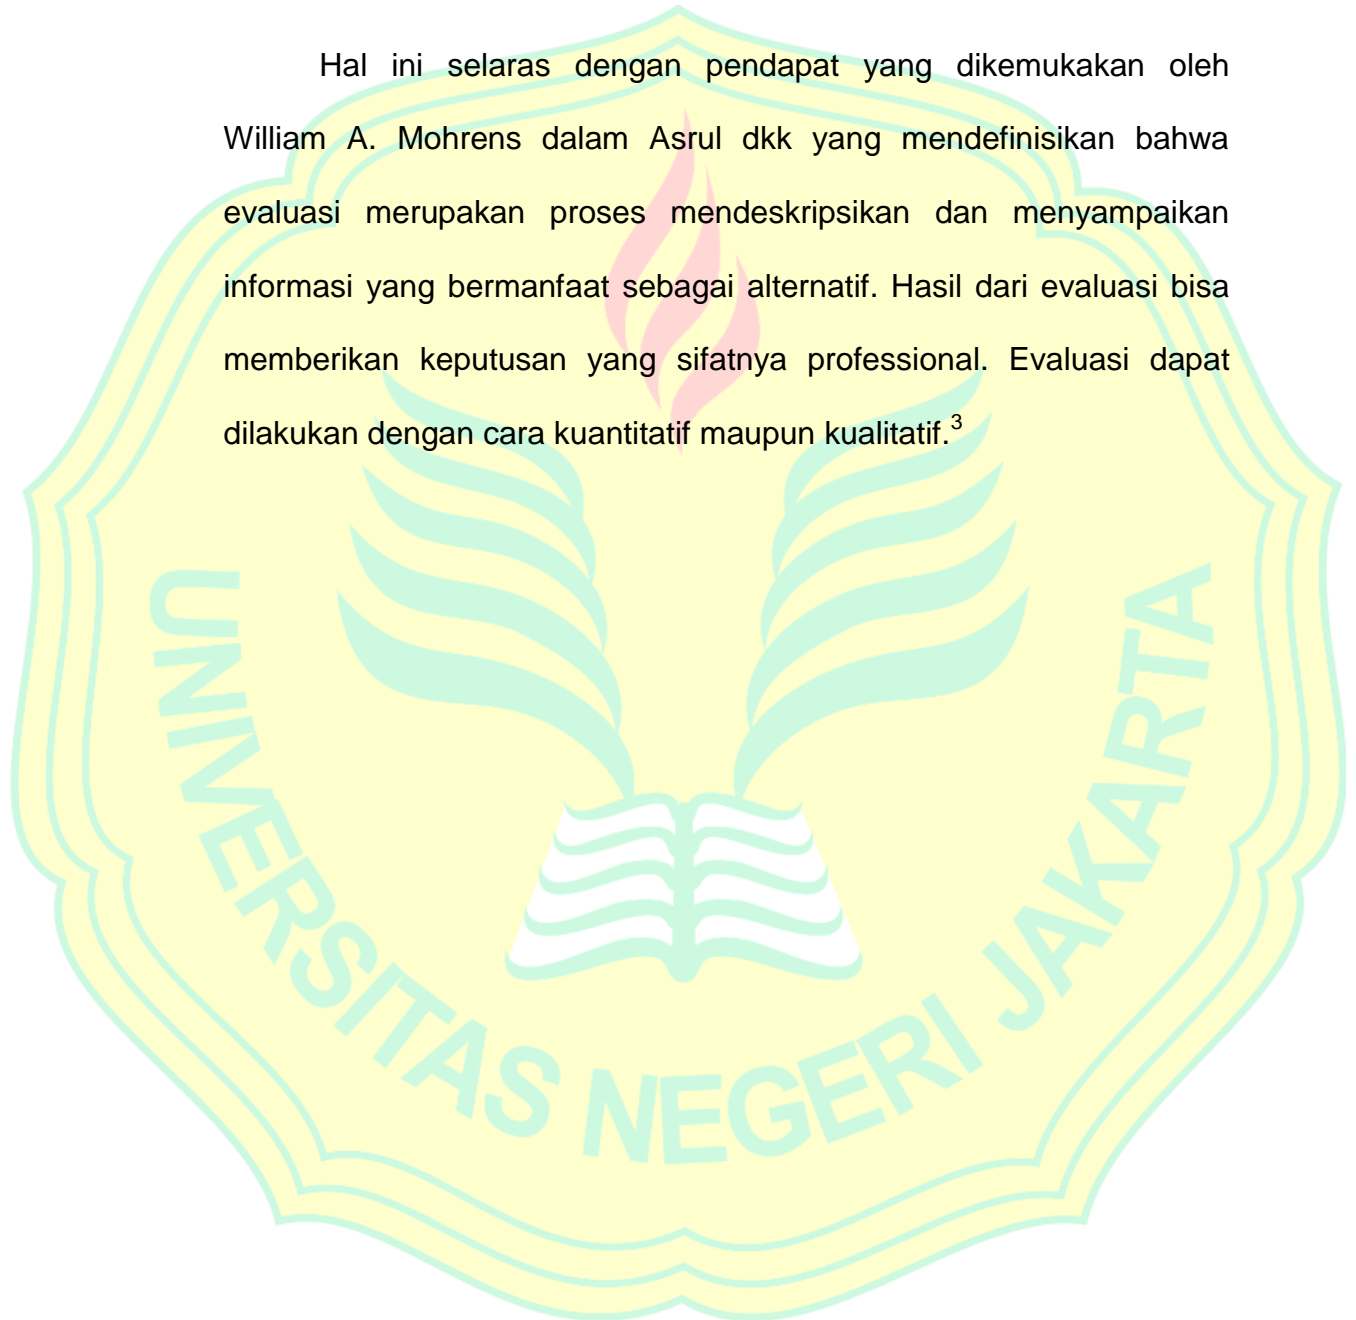 Hal ini selaras dengan pendapat yang dikemukakan oleh
William A. Mohrens dalam Asrul dkk yang mendefinisikan bahwa
evaluasi merupakan proses mendeskripsikan dan menyampaikan
informasi yang bermanfaat sebagai alternatif. Hasil dari evaluasi bisa
memberikan keputusan yang sifatnya professional. Evaluasi dapat
dilakukan dengan cara kuantitatif maupun kualitatif.³
UNIVERSITAS NEGERI JAKARTA